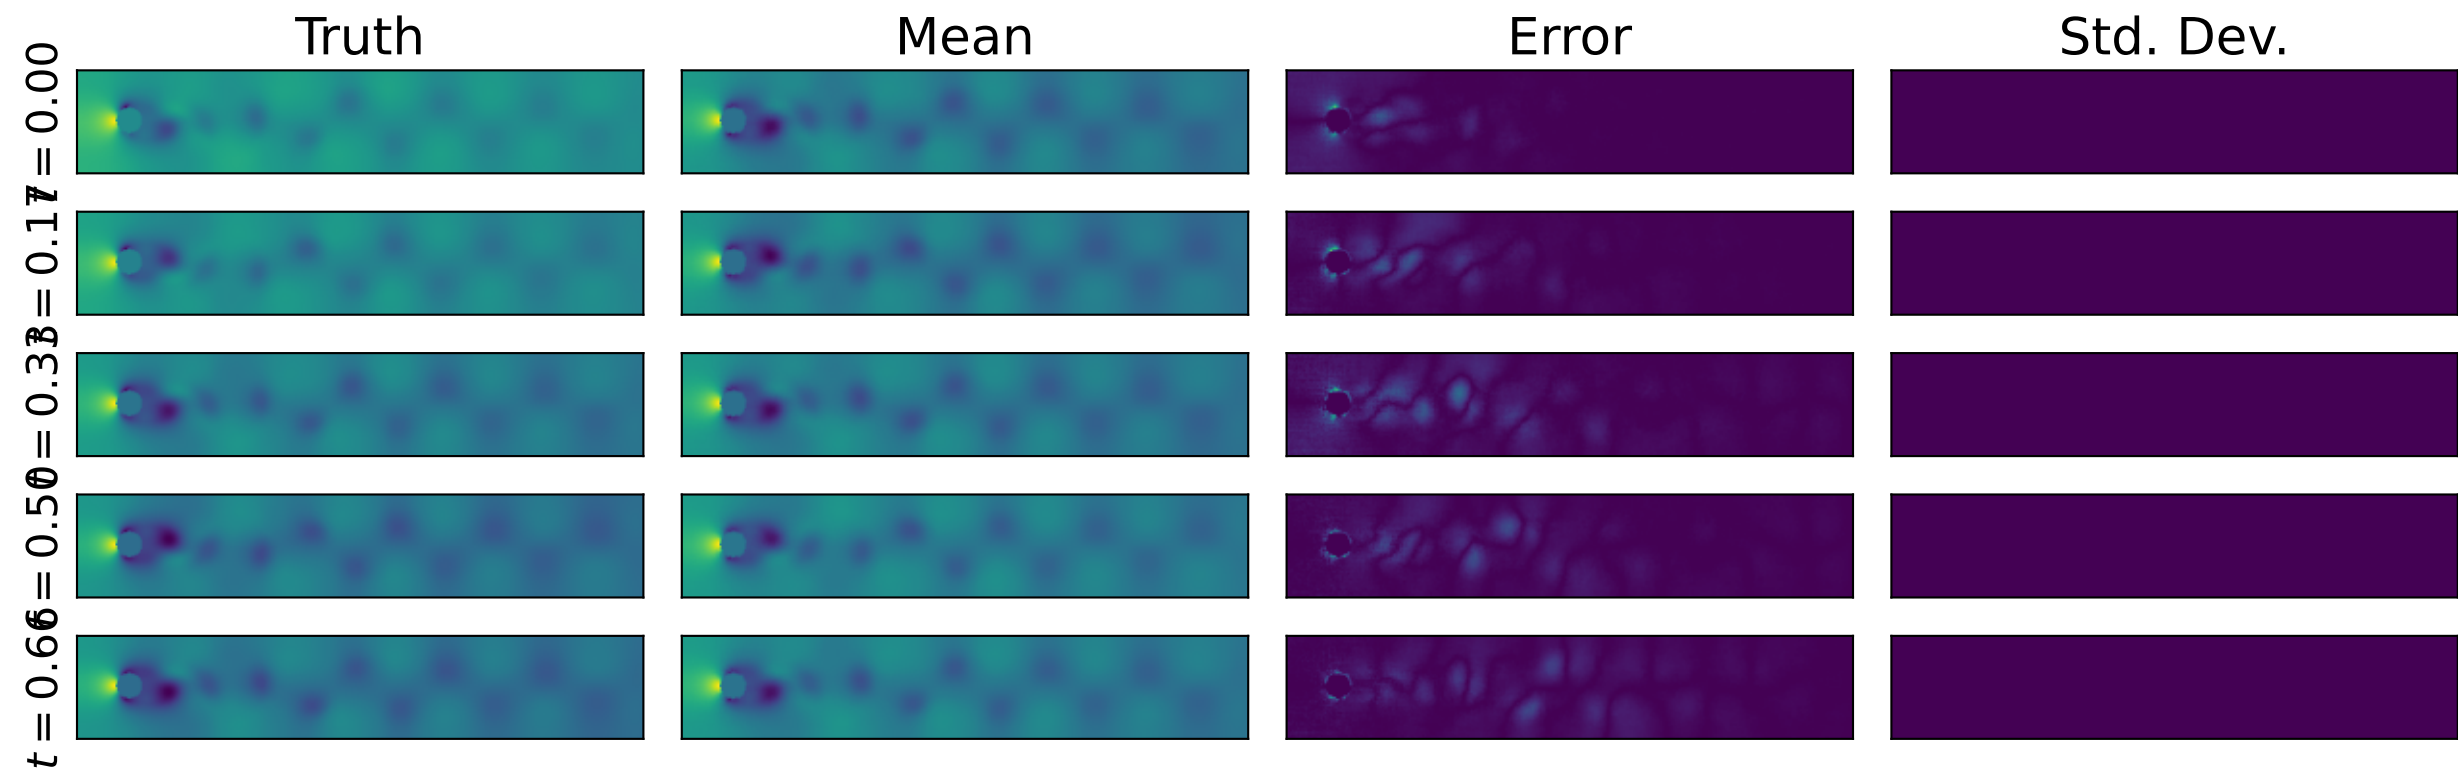 Truth Mean Error Std. Dev.
t = 0.00
t = 0.17
t = 0.33
t = 0.50
t = 0.66